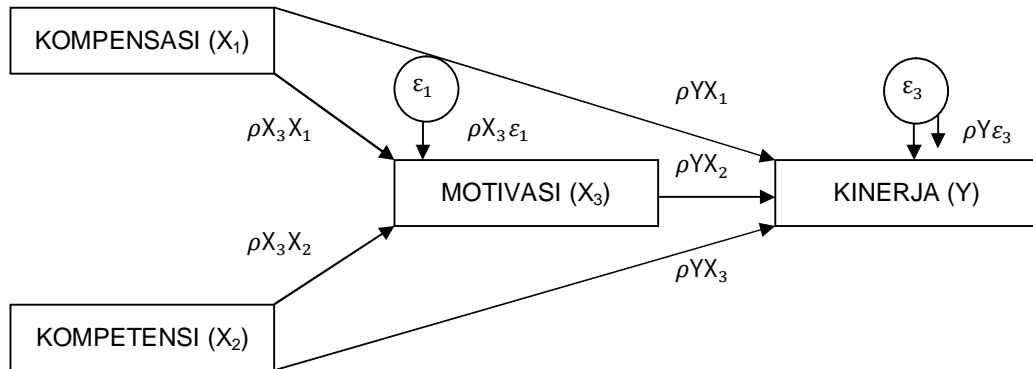 KOMPENSASI (X₁)
ε₁
ε₃
ρYX₁
ρX₃X₁
ρX₃ε₁
ρYε₃
ρYX₂
MOTIVASI (X₃)
KINERJA (Y)
ρX₃X₂
ρYX₃
KOMPETENSI (X₂)